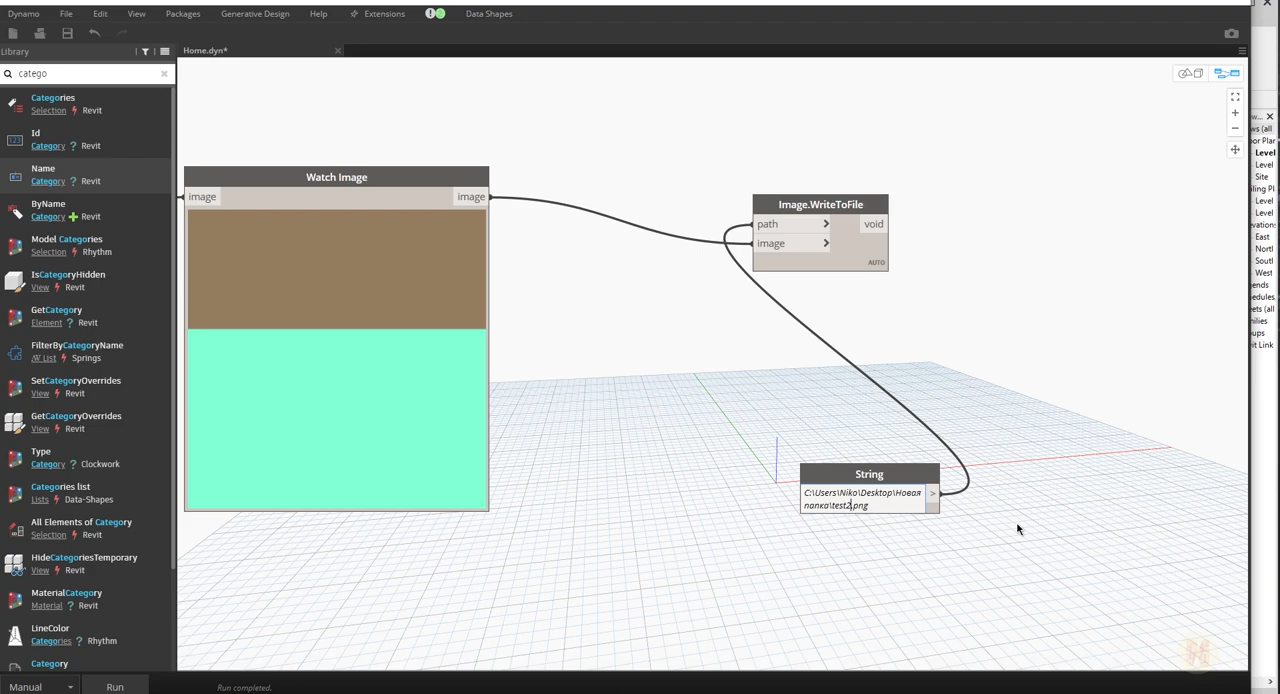 Dynamo File Edit View Packages Generative Design Help Extensions Data Shapes
Library
Home.dyn*
catego
Categories
Selection Revit
Id
Category ? Revit
Name
Category ? Revit
ByName
Category Revit
Model Categories
Selection Rhythm
IsCategoryHidden
View Revit
GetCategory
Element ? Revit
FilterByCategoryName
/V List Springs
SetCategoryOverrides
View Revit
GetCategoryOverrides
View Revit
Type
Category ? Clockwork
Categories list
Lists Data-Shapes
All Elements of Category
Selection Revit
HideCategoriesTemporary
View Revit
MaterialCategory
Material ? Revit
LineColor
Categories ? Rhythm
Category
Manual Run Run completed.
Watch Image
image image
Image.WriteToFile
path > void
image >
AUTO
String
C:\Users\Niko\Desktop\Новая >
папка\test2.png
Level
Level
Site
Level
Level
East
West